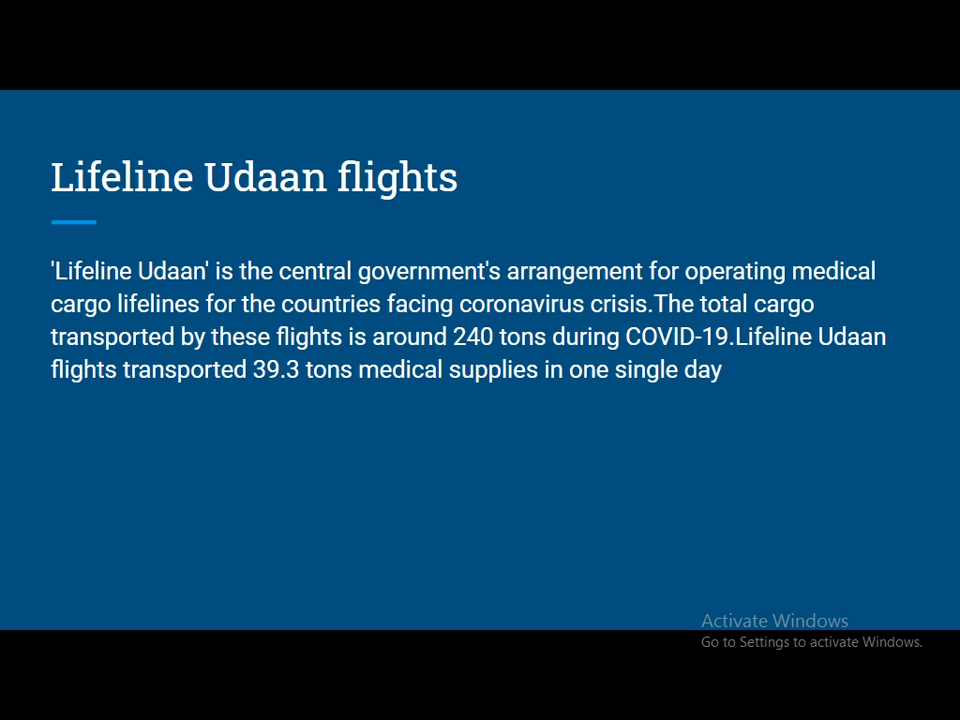 Lifeline Udaan flights
'Lifeline Udaan' is the central government's arrangement for operating medical
cargo lifelines for the countries facing coronavirus crisis.The total cargo
transported by these flights is around 240 tons during COVID-19.Lifeline Udaan
flights transported 39.3 tons medical supplies in one single day
Activate Windows
Go to Settings to activate Windows.